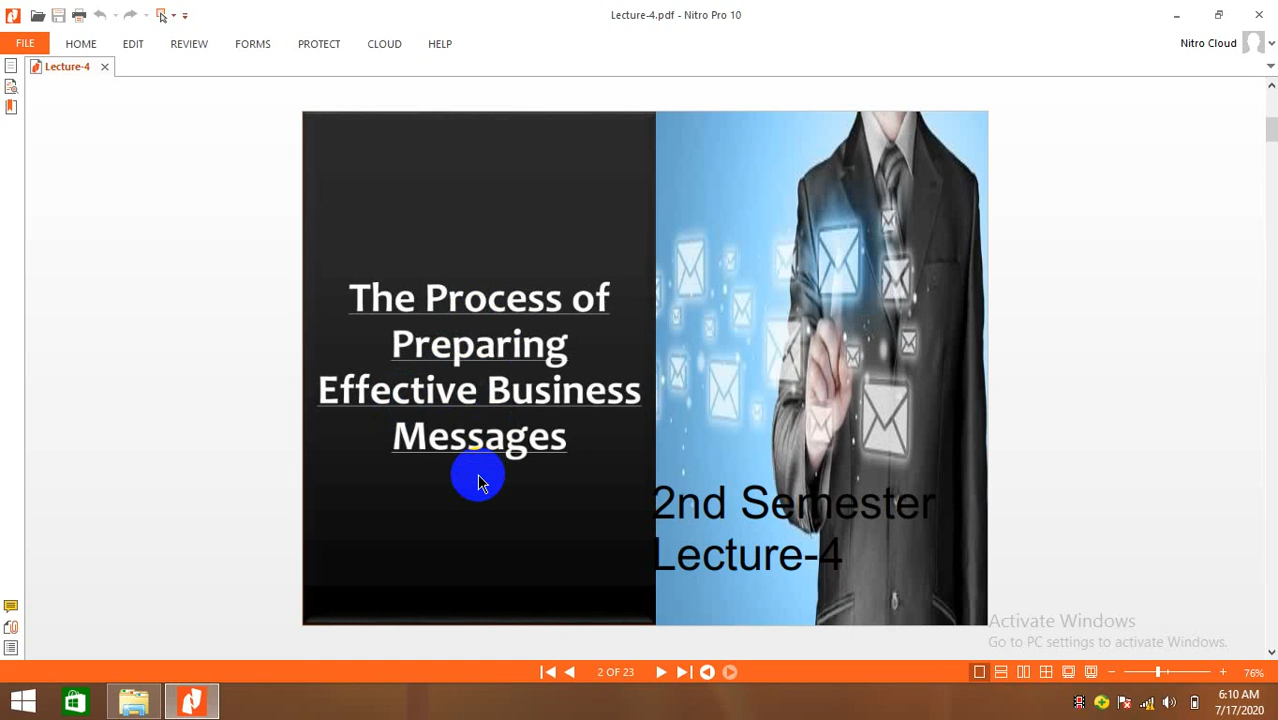 Lecture-4.pdf - Nitro Pro 10
FILE HOME EDIT REVIEW FORMS PROTECT CLOUD HELP
Nitro Cloud
Lecture-4
The Process of
Preparing
Effective Business
Messages
2nd Semester
Lecture-4
Activate Windows
Go to PC settings to activate Windows.
2 OF 23
76%
6:10 AM
7/17/2020